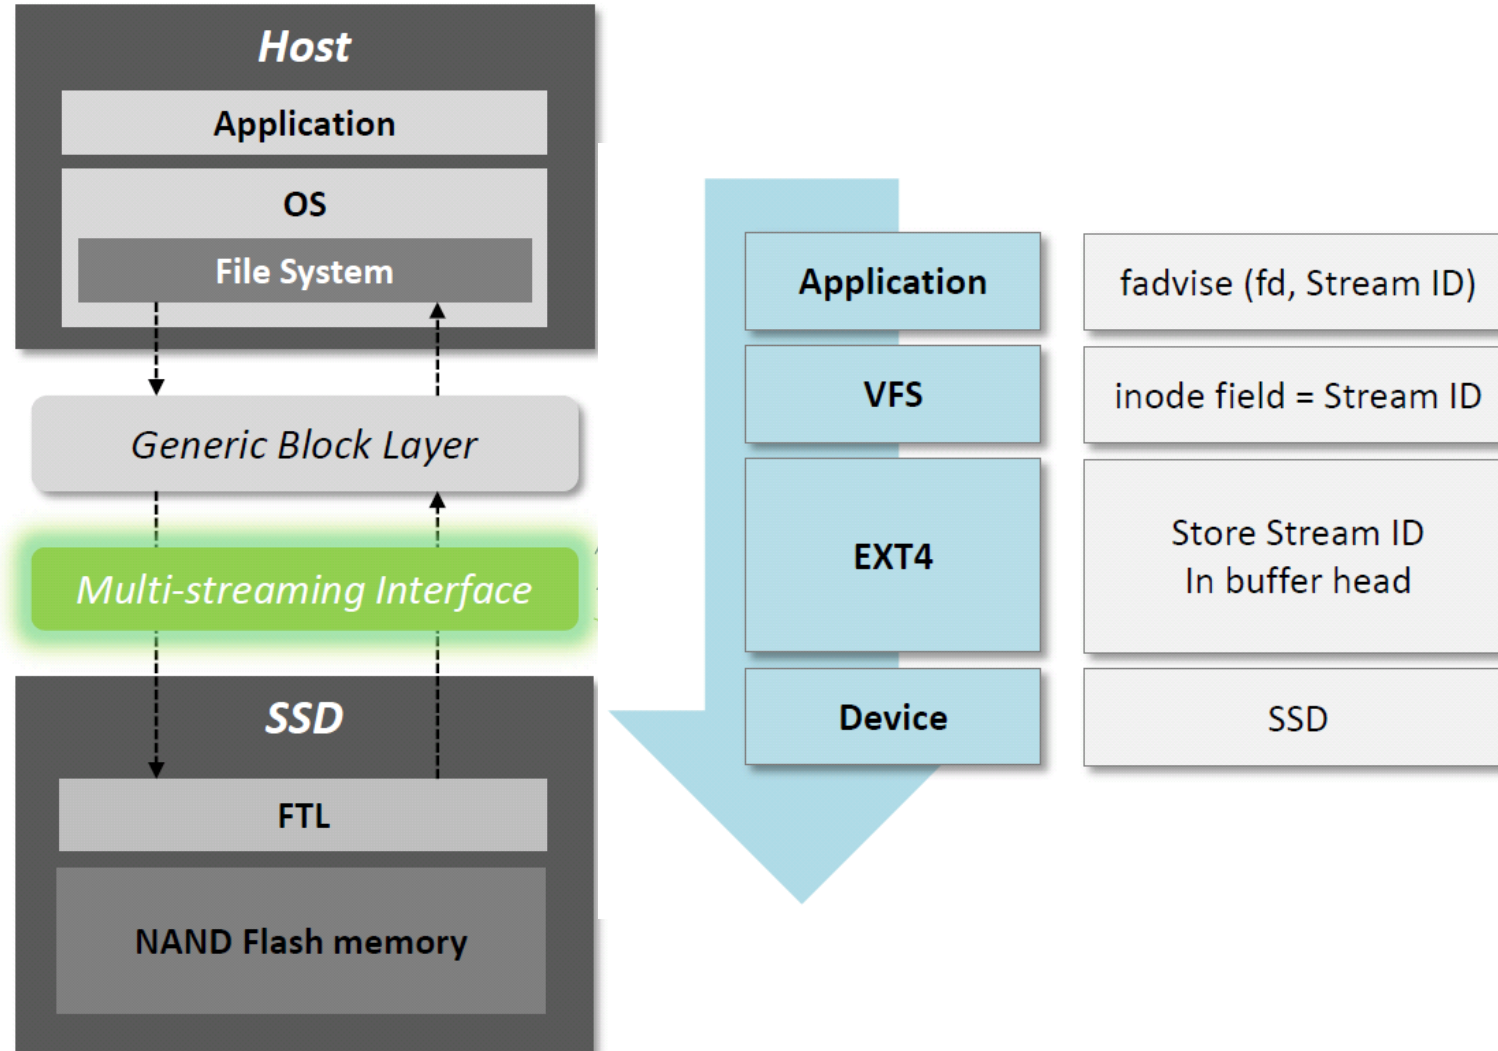 Host
Application
OS
File System
Generic Block Layer
Multi-streaming Interface
SSD
FTL
NAND Flash memory
Application
fadvise (fd, Stream ID)
VFS
inode field = Stream ID
EXT4
Store Stream ID
In buffer head
Device
SSD